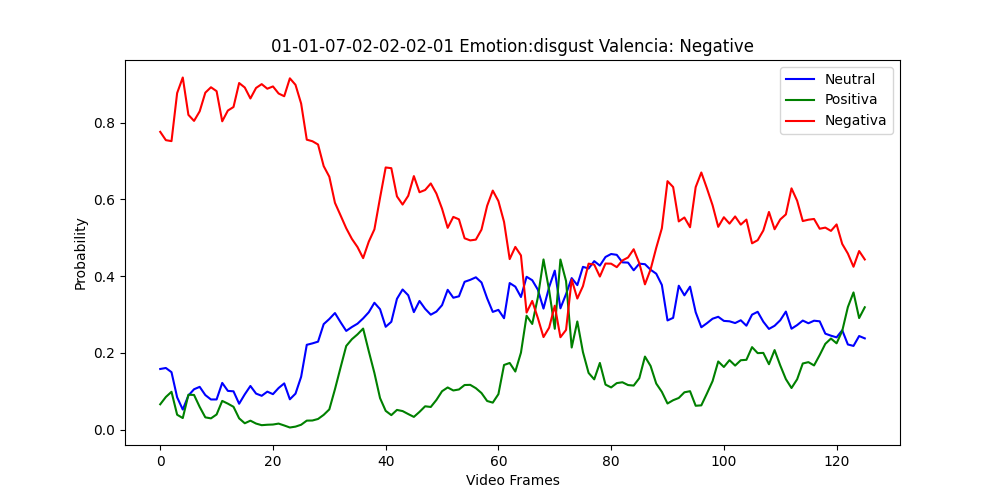 01-01-07-02-02-02-01 Emotion:disgust Valencia: Negative
Neutral
Positiva
Negativa
Probability
0.8
0.6
0.4
0.2
0.0
0 20 40 60 80 100 120
Video Frames